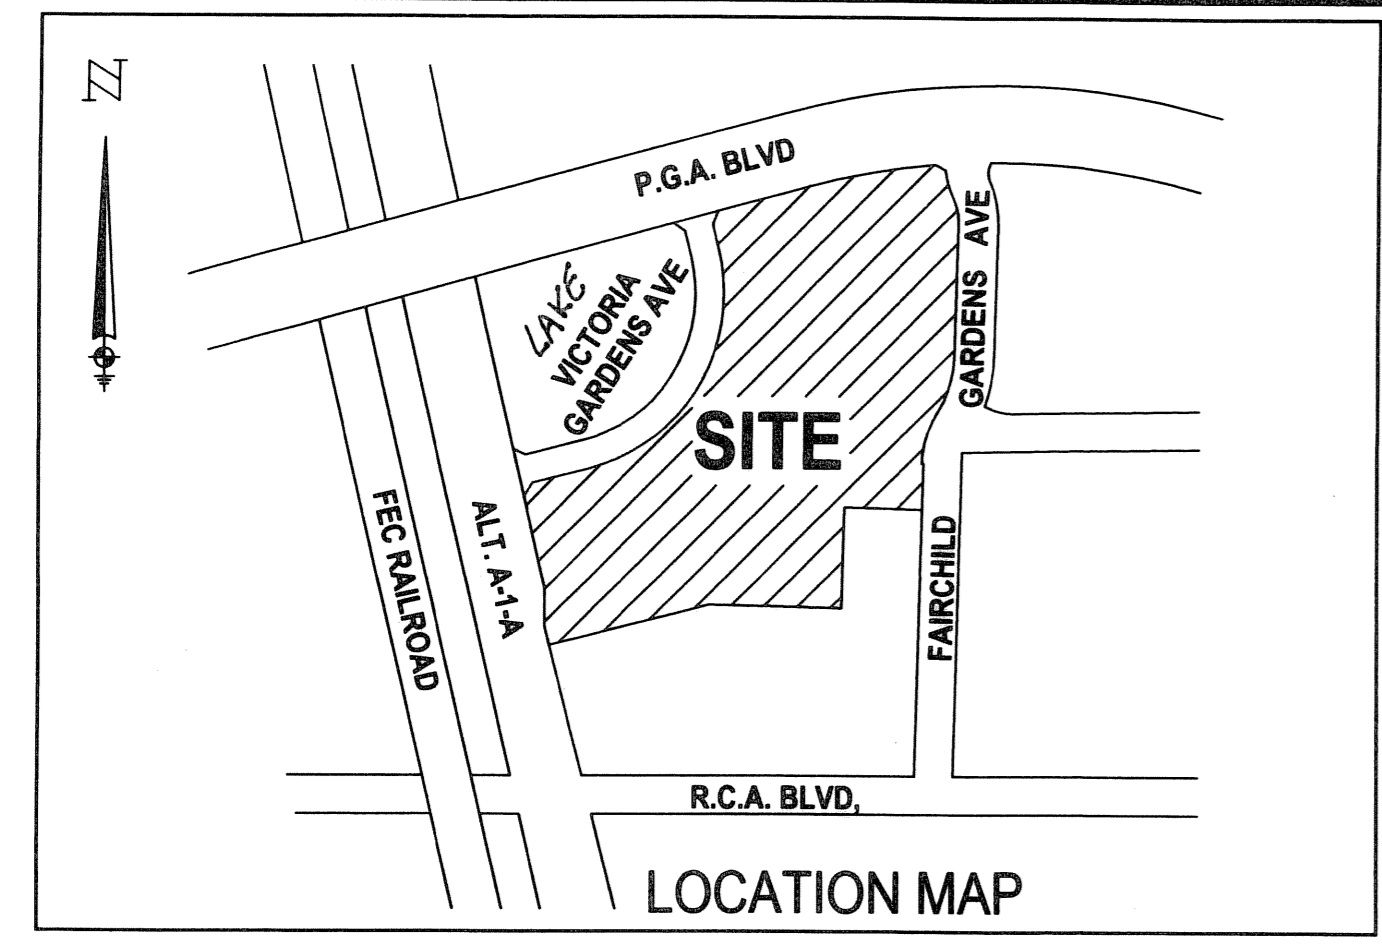 N
P.G.A. BLVD
LAKE
VICTORIA
GARDENS AVE
GARDENS AVE
SITE
FEC RAILROAD
ALT. A-1-A
FAIRCHILD
R.C.A. BLVD,
LOCATION MAP